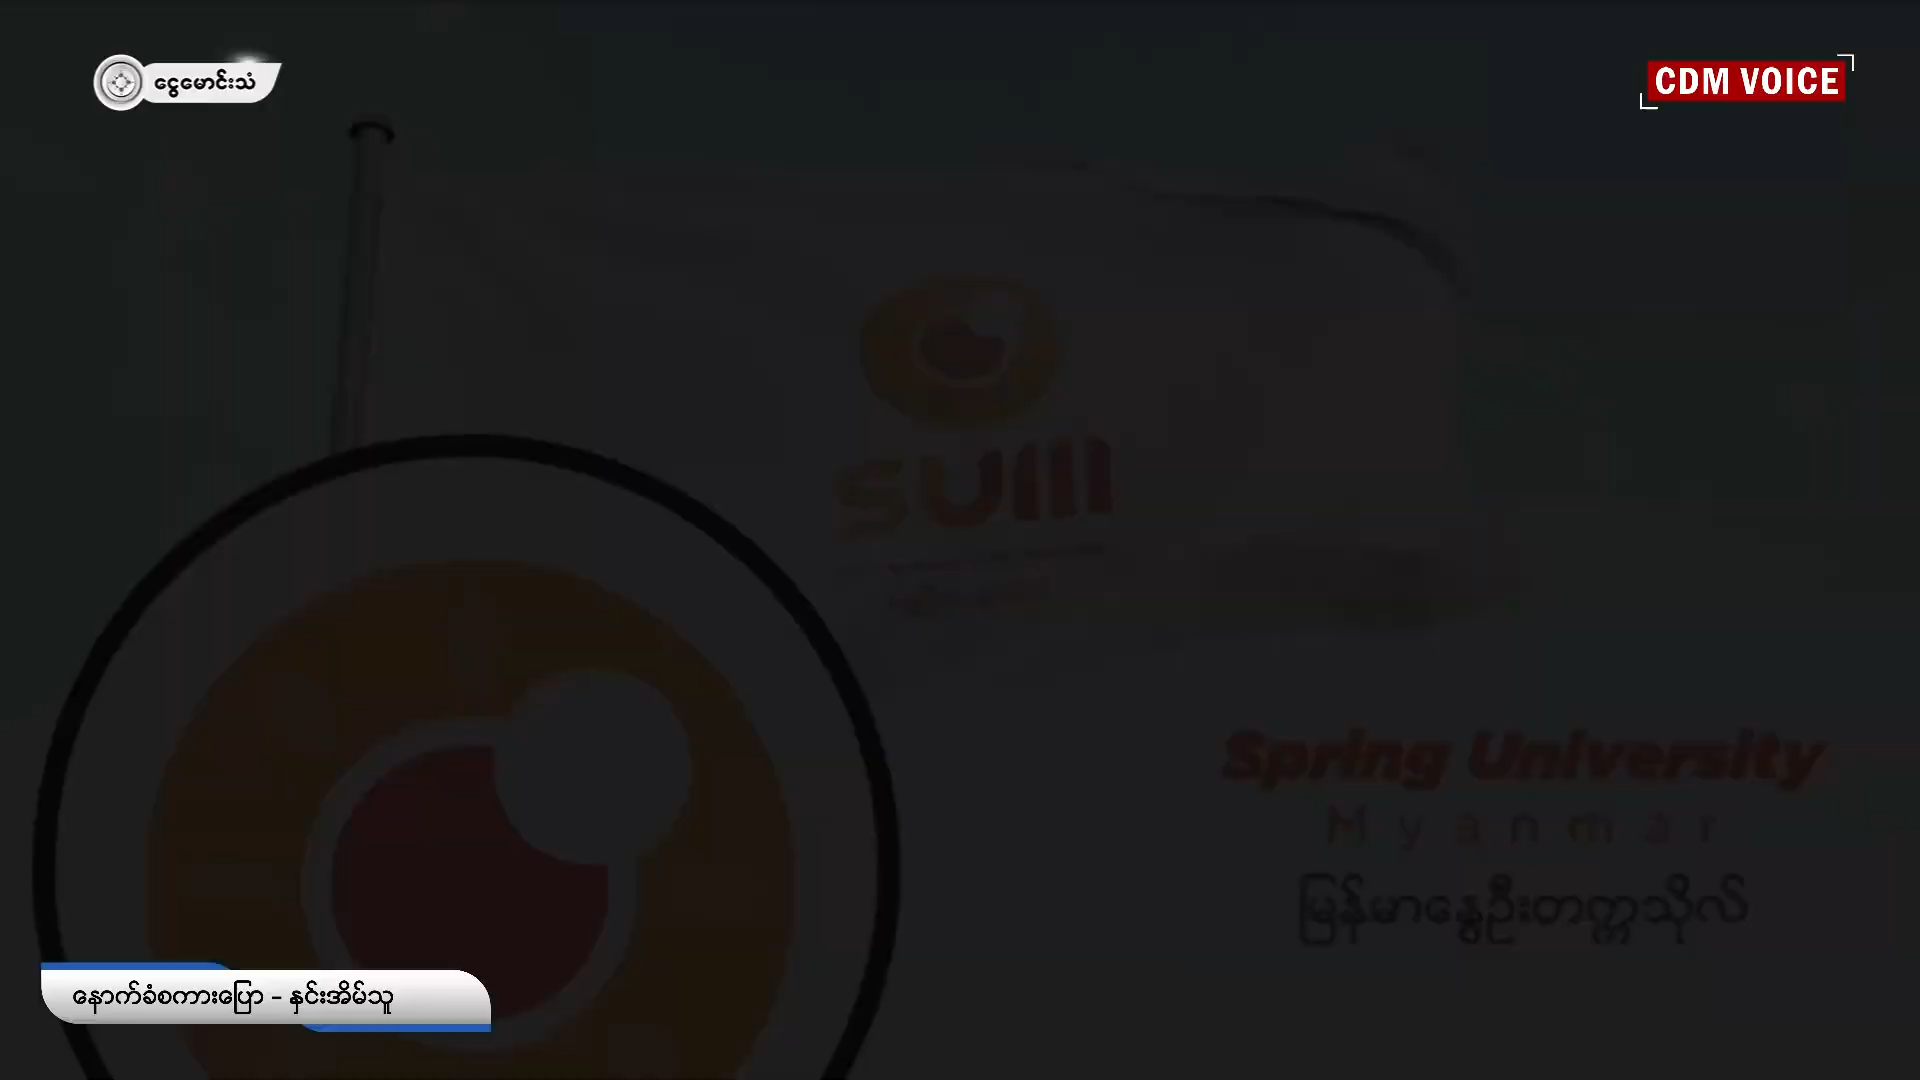 ငွေမောင်းသံ
CDM VOICE
sum
Spring University
Myanmar
မြန်မာနွေဦးတက္ကသိုလ်
နောက်ခံစကားပြော - နှင်းအိမ်သူ